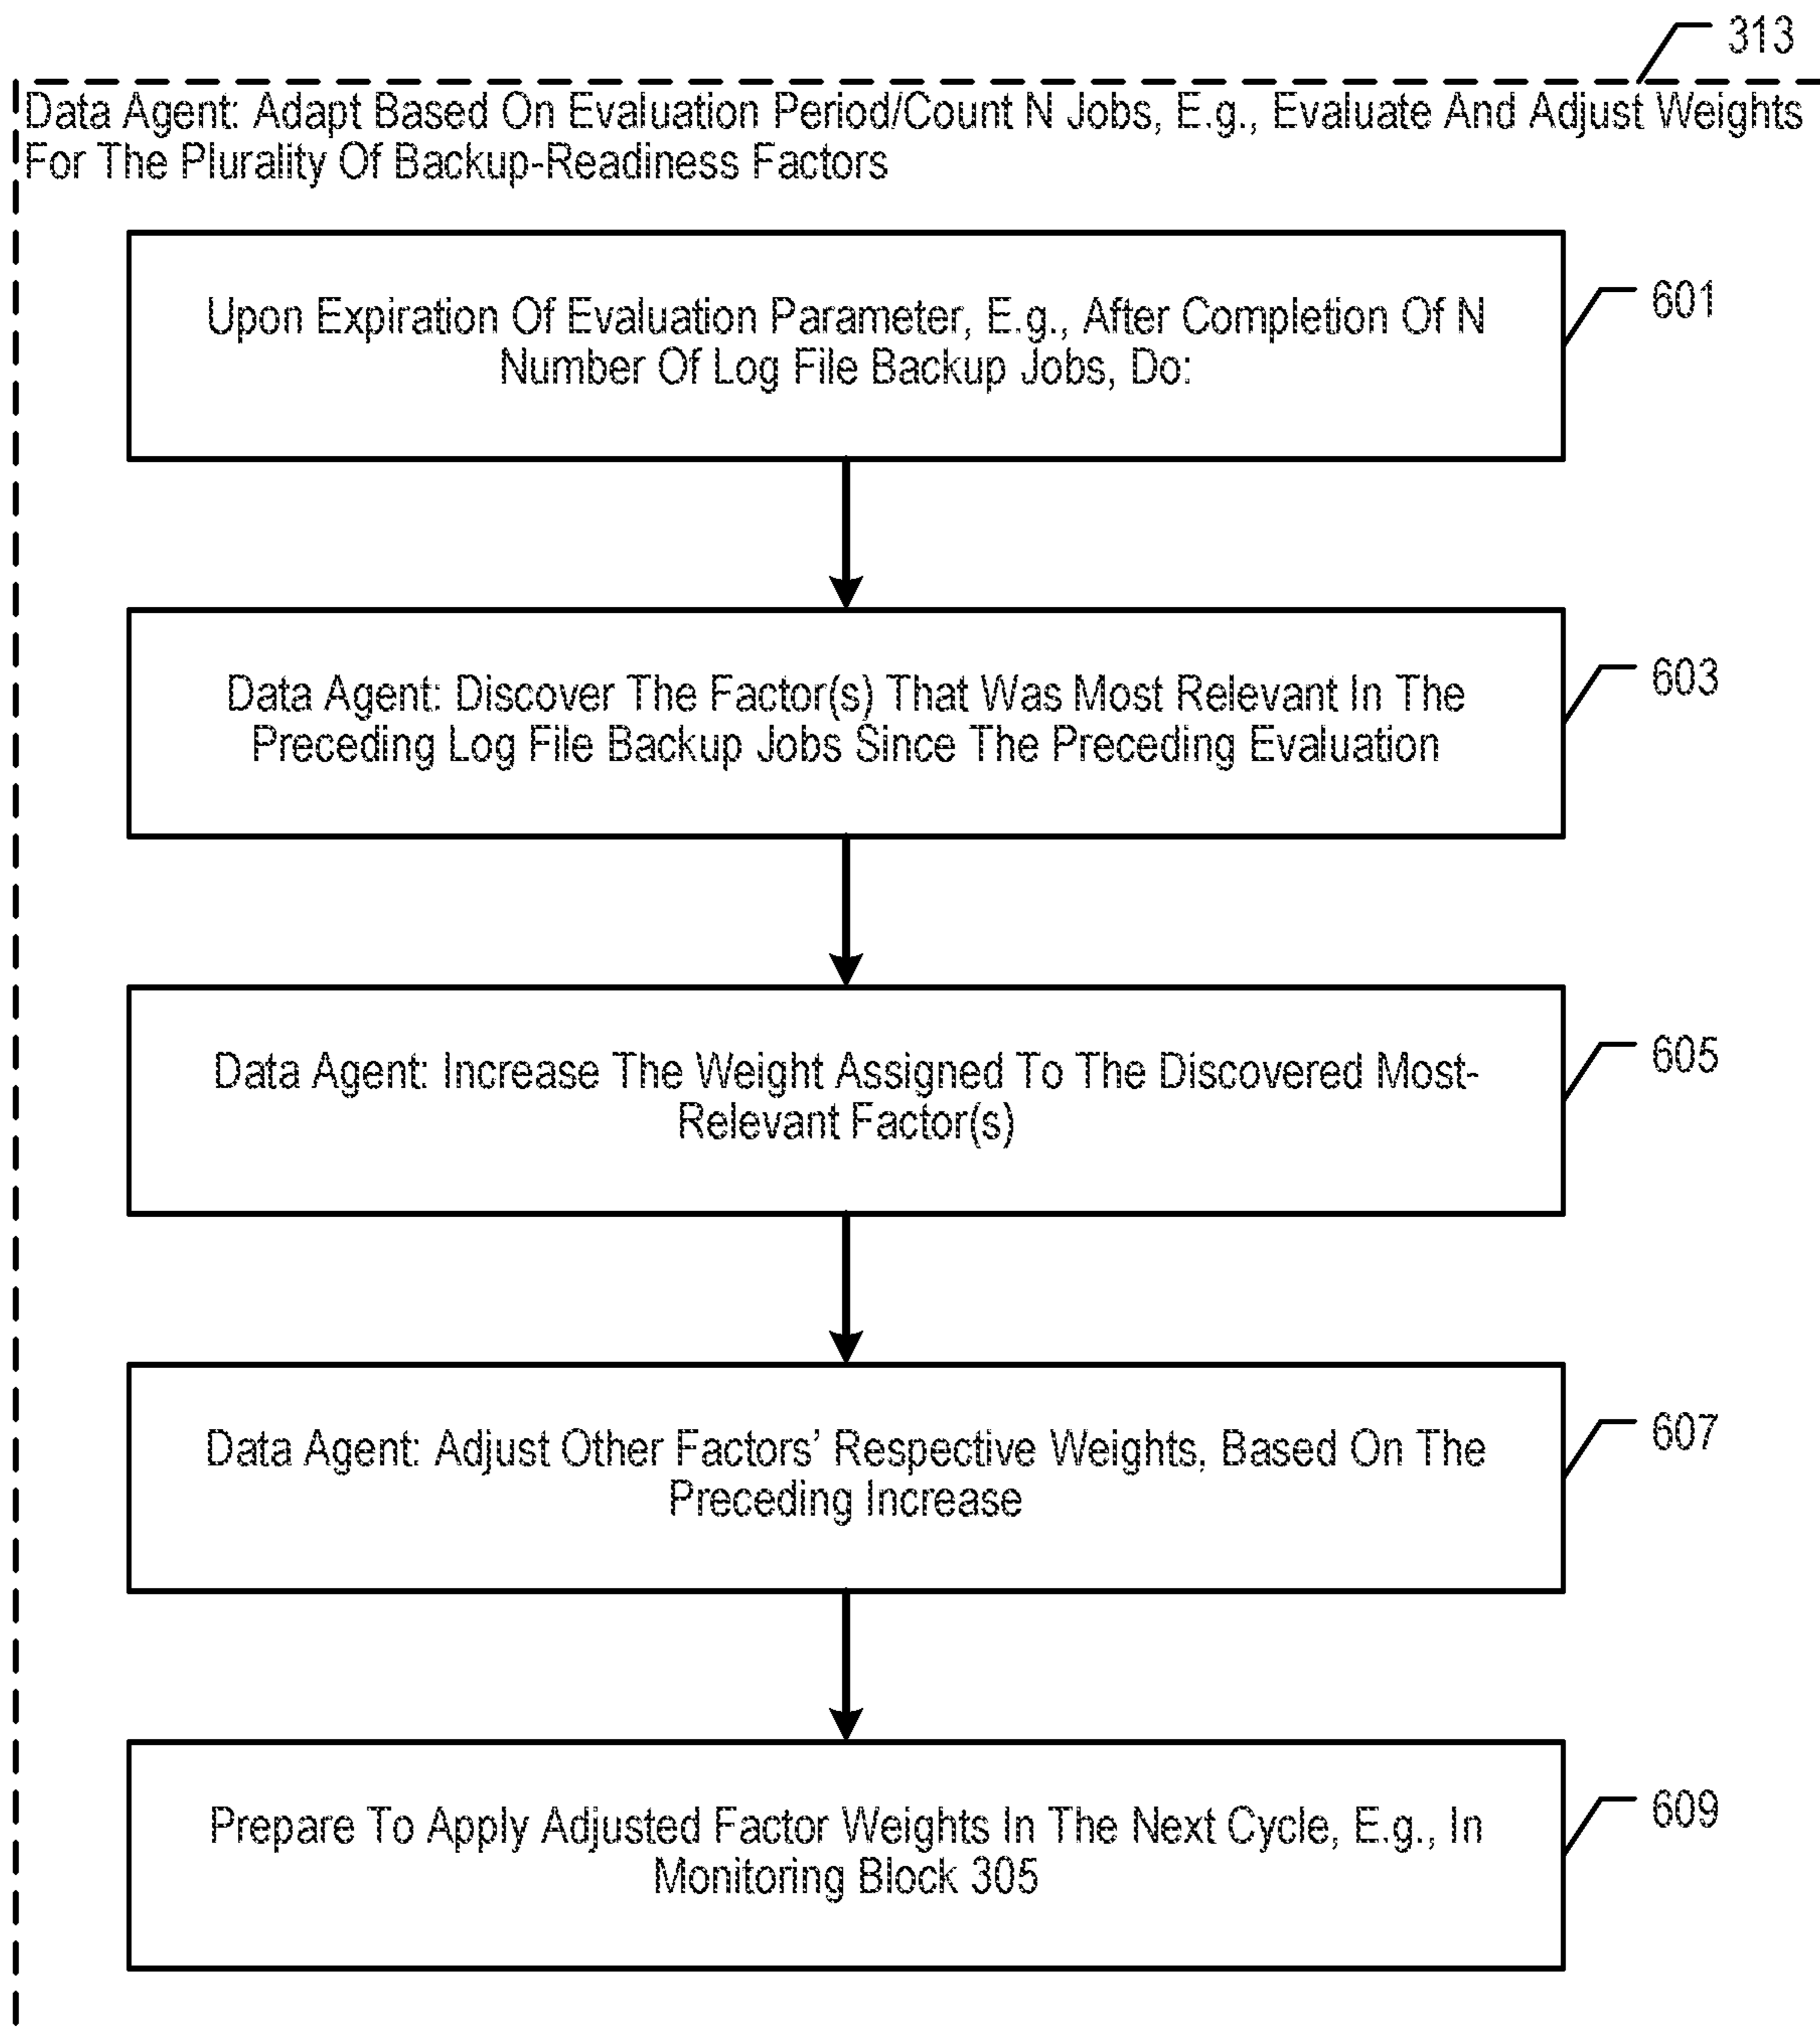 313
Data Agent: Adapt Based On Evaluation Period/Count N Jobs, E.g., Evaluate And Adjust Weights
For The Plurality Of Backup-Readiness Factors
Upon Expiration Of Evaluation Parameter, E.g., After Completion Of N
Number Of Log File Backup Jobs, Do:
601
Data Agent: Discover The Factor(s) That Was Most Relevant In The
Preceding Log File Backup Jobs Since The Preceding Evaluation
603
Data Agent: Increase The Weight Assigned To The Discovered Most-
Relevant Factor(s)
605
Data Agent: Adjust Other Factors’ Respective Weights, Based On The
Preceding Increase
607
Prepare To Apply Adjusted Factor Weights In The Next Cycle, E.g., In
Monitoring Block 305
609